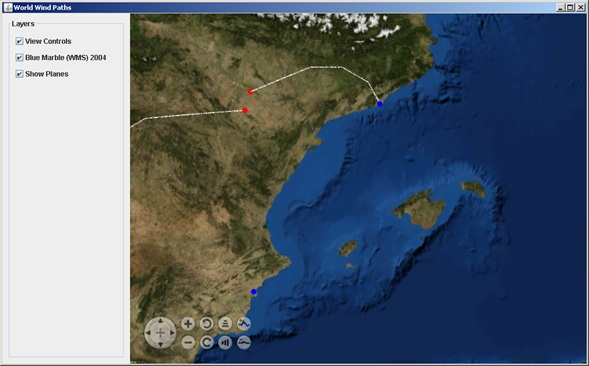 World Wind Paths
Layers
View Controls
Blue Marble (WMS) 2004
Show Planes